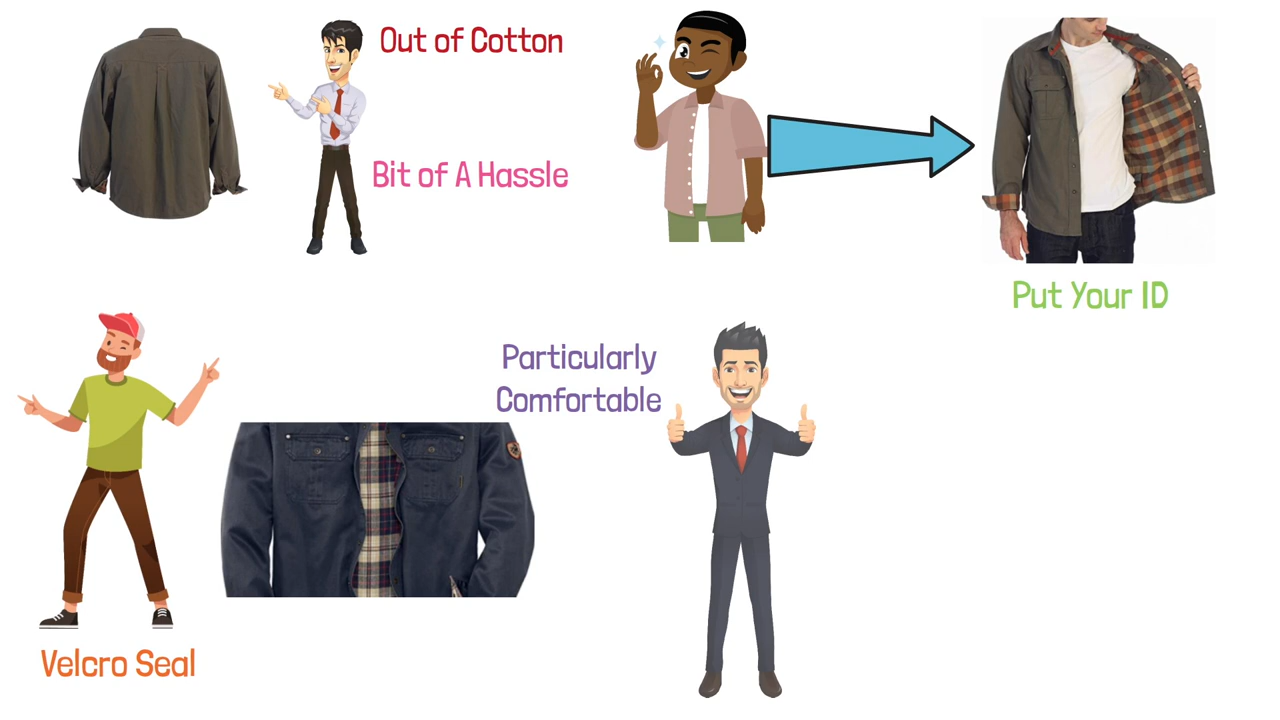 Out of Cotton
Bit of A Hassle
Put Your ID
Particularly
Comfortable
Velcro Seal